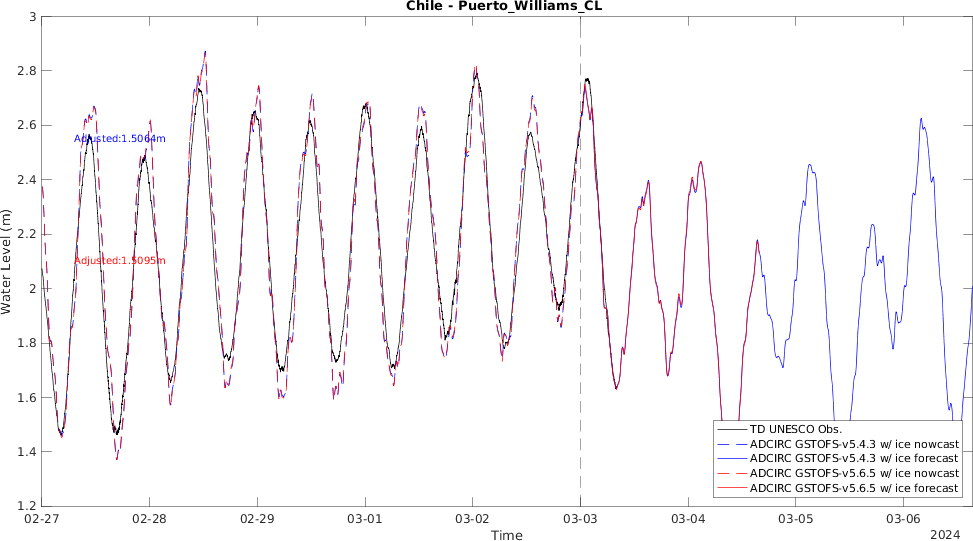 Chile - Puerto_Williams_CL
3
2.8
2.6
2.4
2.2
2
1.8
1.6
1.4
1.2
Water Level (m)
Adjusted:1.5064m
Adjusted:1.5095m
TD UNESCO Obs.
ADCIRC GSTOFS-v5.4.3 w/ ice nowcast
ADCIRC GSTOFS-v5.4.3 w/ ice forecast
ADCIRC GSTOFS-v5.6.5 w/ ice nowcast
ADCIRC GSTOFS-v5.6.5 w/ ice forecast
02-27 02-28 02-29 03-01 03-02 03-03 03-04 03-05 03-06
Time
2024